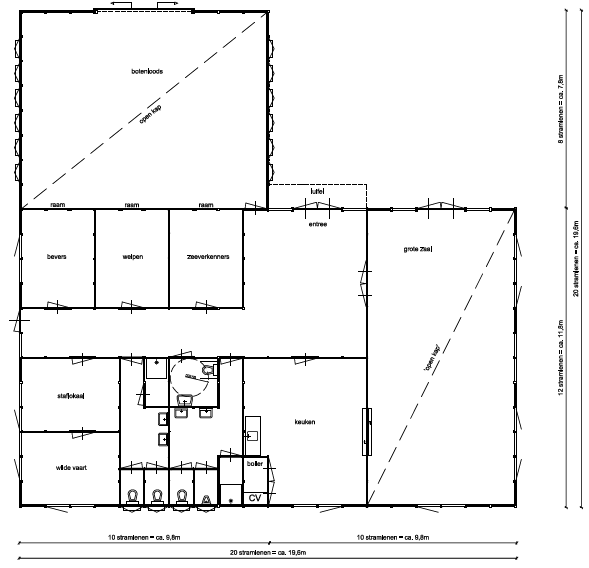 botenloods
open kap
8 stramienen = ca. 7,8m
luifel
raam
raam
raam
entree
grote zaal
bevers
welpen
zeeverkenners
20 stramienen = ca. 19,6m
'open kap'
12 stramienen = ca. 11,8m
staflokaal
keuken
wilde vaart
boiler
CV
10 stramienen = ca. 9,8m
10 stramienen = ca. 9,8m
20 stramienen = ca. 19,6m